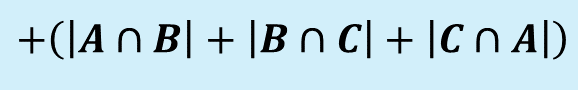 +(|A ∩ B| + |B ∩ C| + |C ∩ A|)